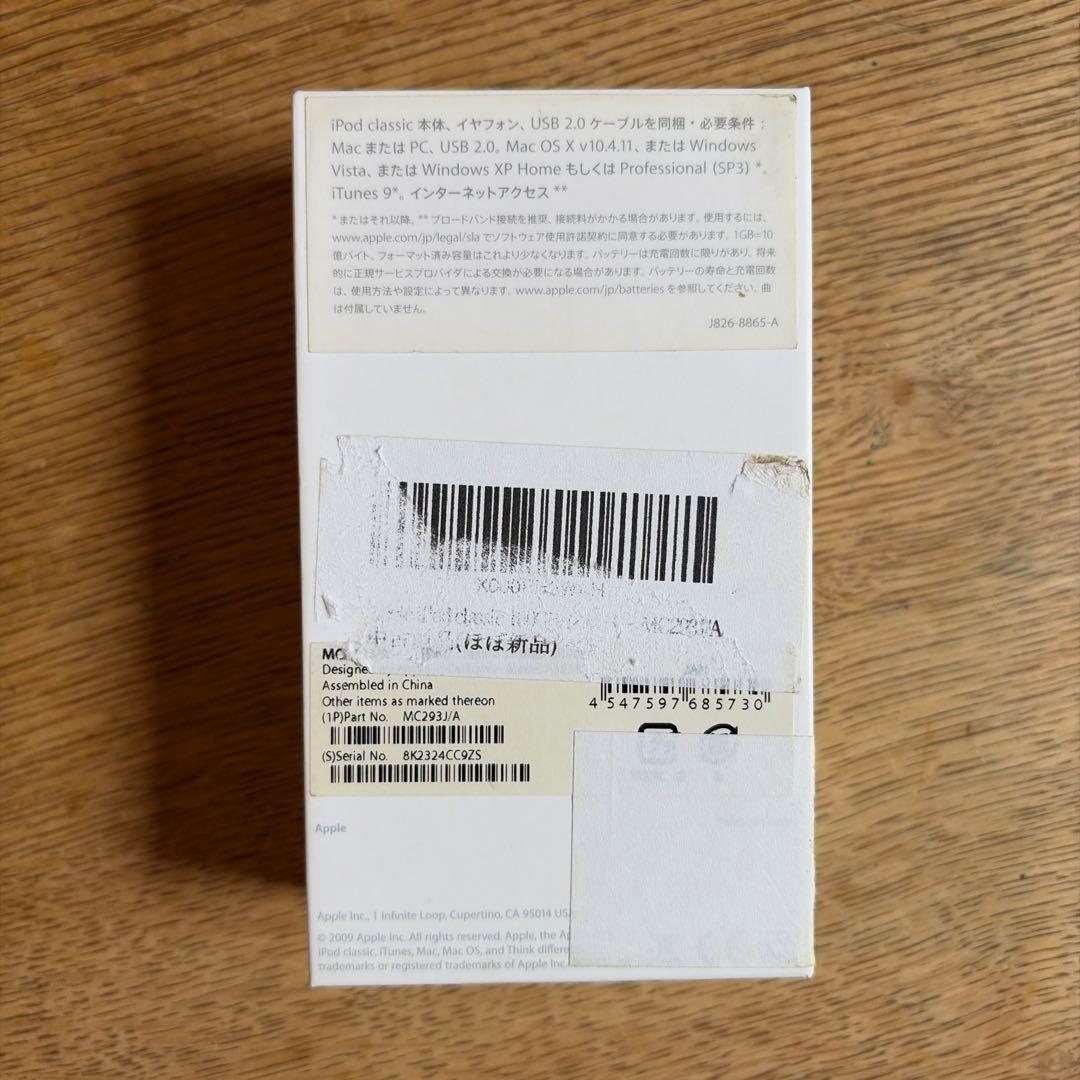 iPod classic 本体、イヤフォン、USB 2.0 ケーブルを同梱・必要条件：
Mac または PC、USB 2.0。Mac OS X v10.4.11、または Windows
Vista、または Windows XP Home もしくは Professional (SP3) *。
iTunes 9*。インターネットアクセス **
* またはそれ以降。** ブロードバンド接続を推奨、接続料がかかる場合があります。使用するには、
www.apple.com/jp/legal/sla でソフトウェア使用許諾契約に同意する必要があります。1GB=10
億バイト、フォーマット済み容量はこれより少なくなります。バッテリーは充電回数に限りがあり、将来
的に正規サービスプロバイダによる交換が必要になる場合があります。バッテリーの寿命と充電回数
は、使用方法や設定によって異なります。www.apple.com/jp/batteries を参照してください。曲
は付属していません。
J826-8865-A
classic
MC293J/A
(ほぼ新品)
Assembled in China
Other items as marked thereon
(1P)Part No. MC293J/A
(S)Serial No. 8K2324CC9ZS
4 547597 685730
Apple
Apple Inc., 1 Infinite Loop, Cupertino, CA 95014 USA
© 2009 Apple Inc. All rights reserved. Apple, the
iPod classic, iTunes, Mac, Mac OS, and Think
trademarks or registered trademarks of Apple Inc.